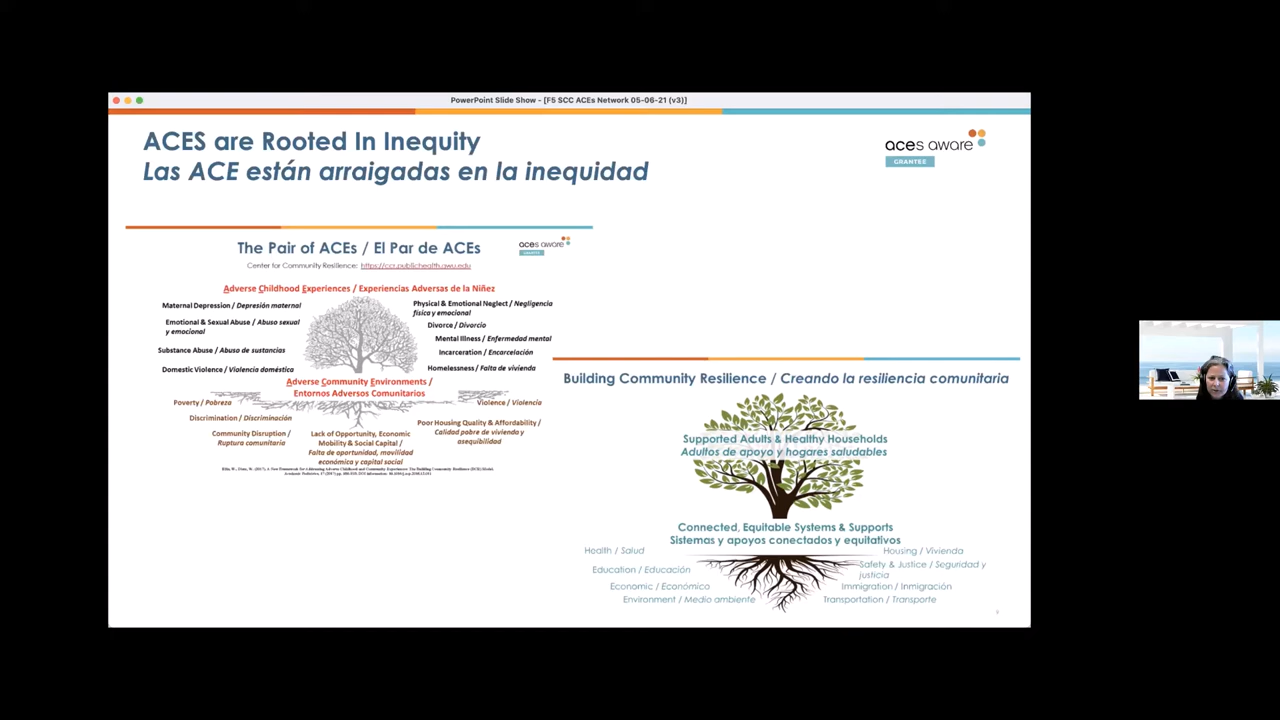 PowerPoint Slide Show - [F5 SCC ACEs Network 05-06-21 (v3)]
ACES are Rooted In Inequity
Las ACE están arraigadas en la inequidad
aces aware
GRANTEE
The Pair of ACEs / El Par de ACEs
aces aware
GRANTEE
Center for Community Resilience: https://ccr.publichealth.gwu.edu
Adverse Childhood Experiences / Experiencias Adversas de la Niñez
Maternal Depression / Depresión maternal
Emotional & Sexual Abuse / Abuso sexual
y emocional
Substance Abuse / Abuso de sustancias
Domestic Violence / Violencia doméstica
Physical & Emotional Neglect / Negligencia
física y emocional
Divorce / Divorcio
Mental Illness / Enfermedad mental
Incarceration / Encarcelación
Homelessness / Falta de vivienda
Adverse Community Environments /
Entornos Adversos Comunitarios
Poverty / Pobreza
Violence / Violencia
Discrimination / Discriminación
Community Disruption /
Ruptura comunitaria
Lack of Opportunity, Economic
Mobility & Social Capital /
Falta de oportunidad, movilidad
económica y capital social
Poor Housing Quality & Affordability /
Calidad pobre de vivienda y
asequibilidad
Building Community Resilience / Creando la resiliencia comunitaria
Supported Adults & Healthy Households
Adultos de apoyo y hogares saludables
Connected, Equitable Systems & Supports
Sistemas y apoyos conectados y equitativos
Health / Salud
Education / Educación
Economic / Económico
Environment / Medio ambiente
Housing / Vivienda
Safety & Justice / Seguridad y
justicia
Immigration / Inmigración
Transportation / Transporte